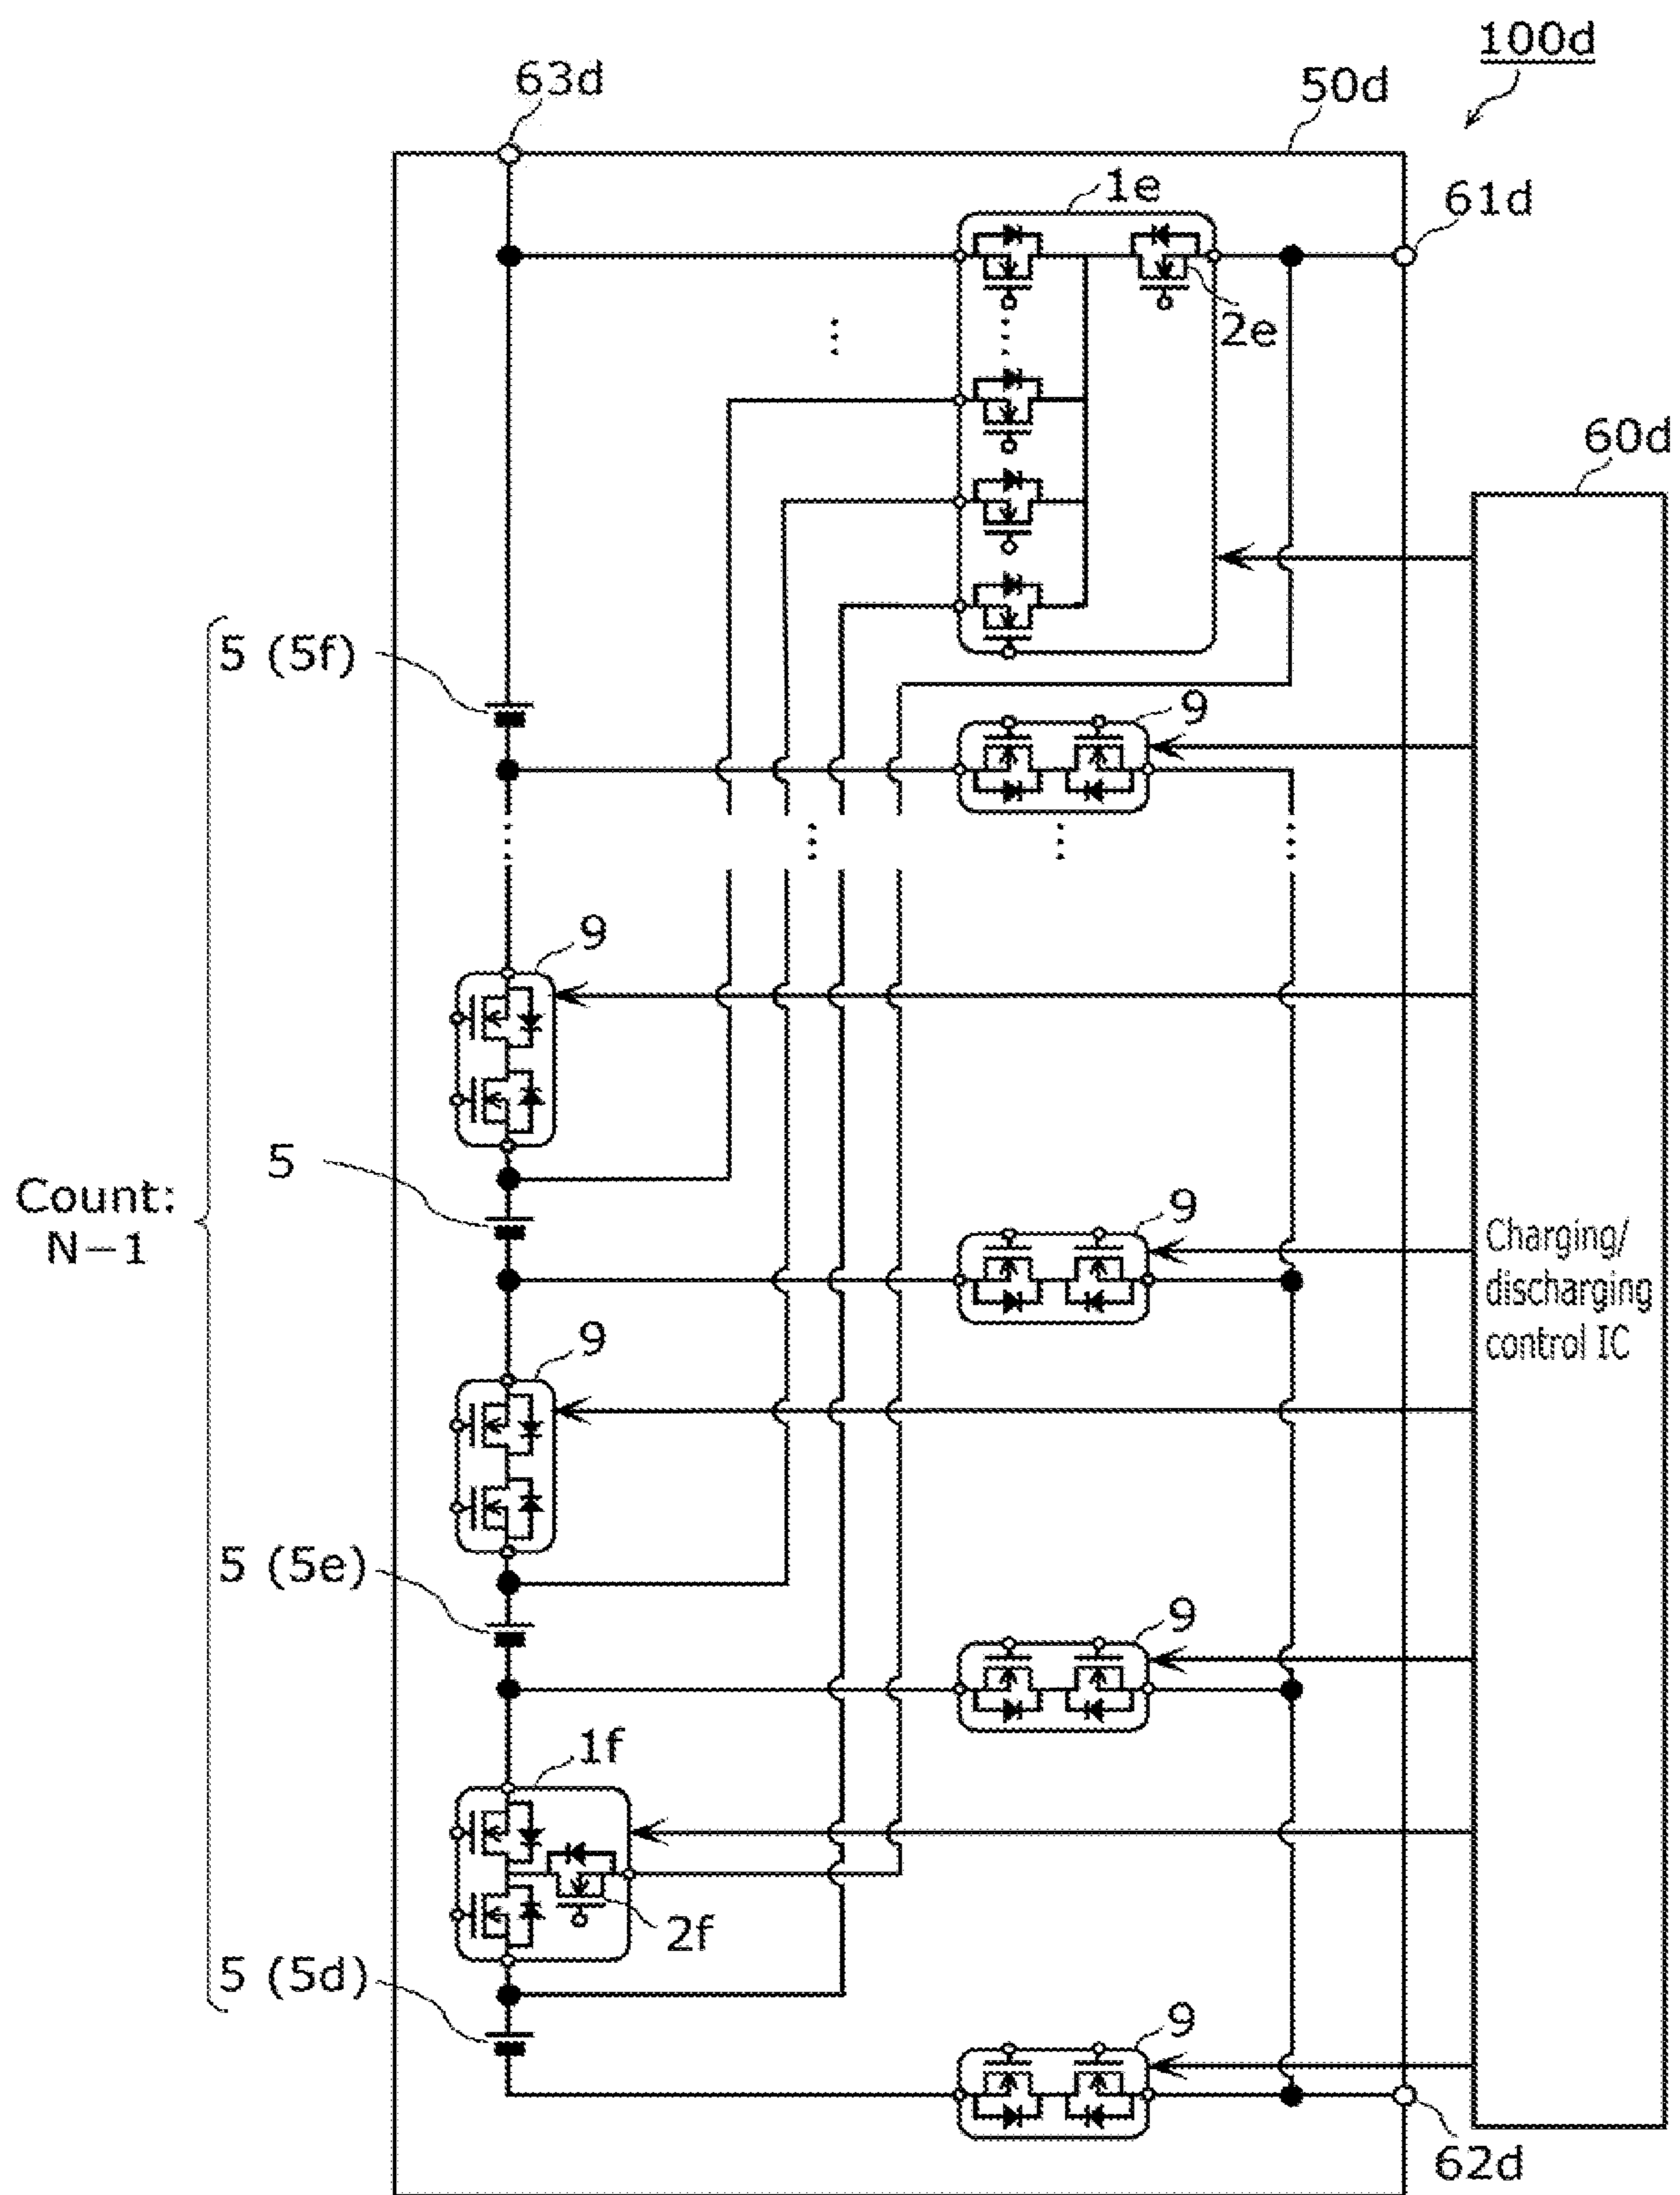 100d
63d
50d
1e
61d
2e
60d
5 (5f)
9
9
5
Count:
N−1
9
Charging/
discharging
control IC
9
5 (5e)
9
1f
2f
5 (5d)
9
62d